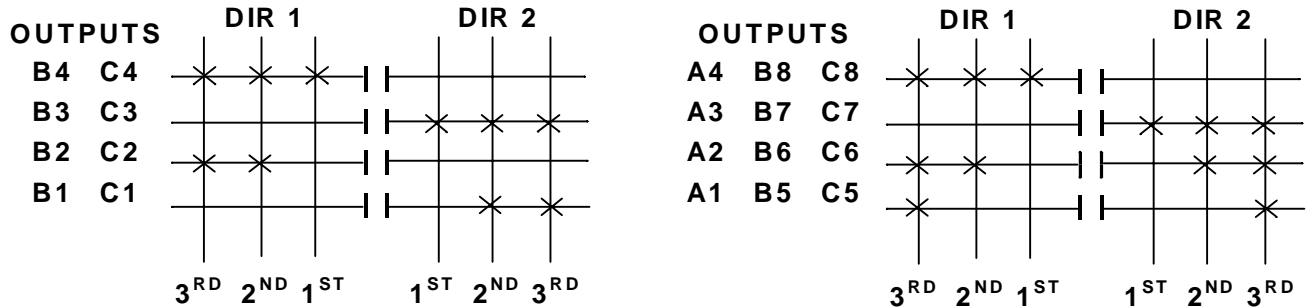 DIR 1 DIR 2
OUTPUTS
B4 C4
B3 C3
B2 C2
B1 C1
3RD 2ND 1ST 1ST 2ND 3RD
DIR 1 DIR 2
OUTPUTS
A4 B8 C8
A3 B7 C7
A2 B6 C6
A1 B5 C5
3RD 2ND 1ST 1ST 2ND 3RD